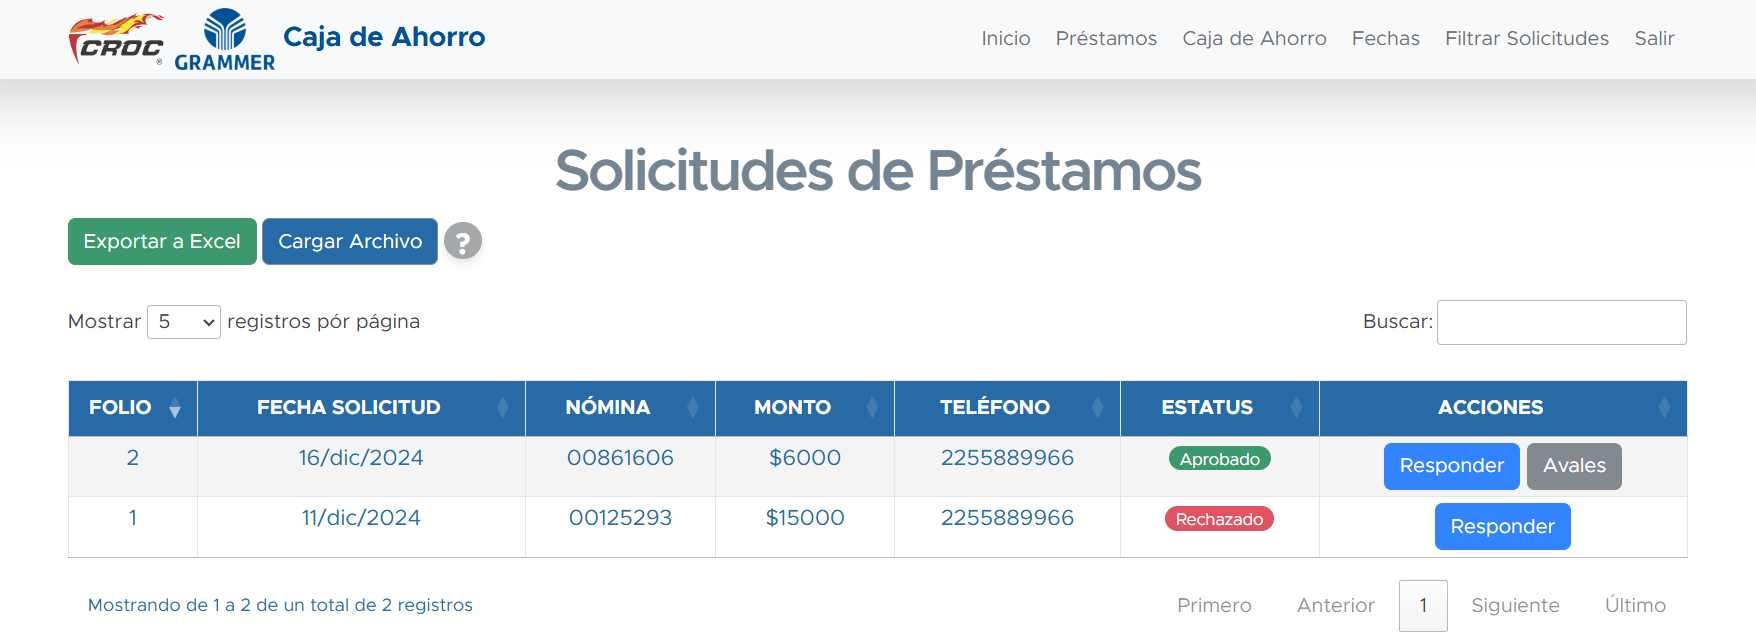 CROC ® GRAMMER Caja de Ahorro Inicio Préstamos Caja de Ahorro Fechas Filtrar Solicitudes Salir
Solicitudes de Préstamos
Exportar a Excel Cargar Archivo ?
Mostrar 5 registros pór página Buscar:
FOLIO FECHA SOLICITUD NÓMINA MONTO TELÉFONO ESTATUS ACCIONES
2 16/dic/2024 00861606 $6000 2255889966 Aprobado Responder Avales
1 11/dic/2024 00125293 $15000 2255889966 Rechazado Responder
Mostrando de 1 a 2 de un total de 2 registros Primero Anterior 1 Siguiente Último